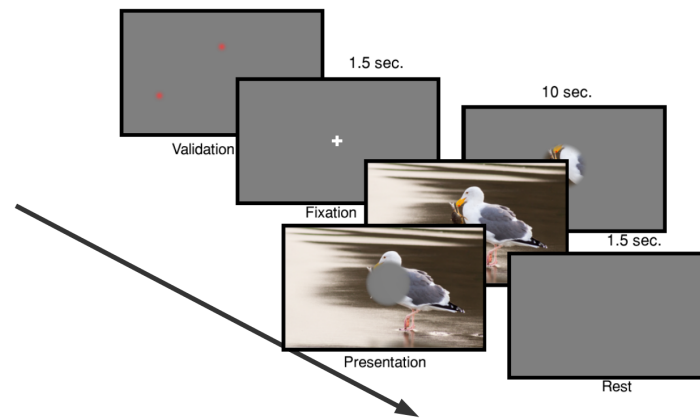 1.5 sec.
10 sec.
Validation
Fixation
1.5 sec.
Presentation
Rest